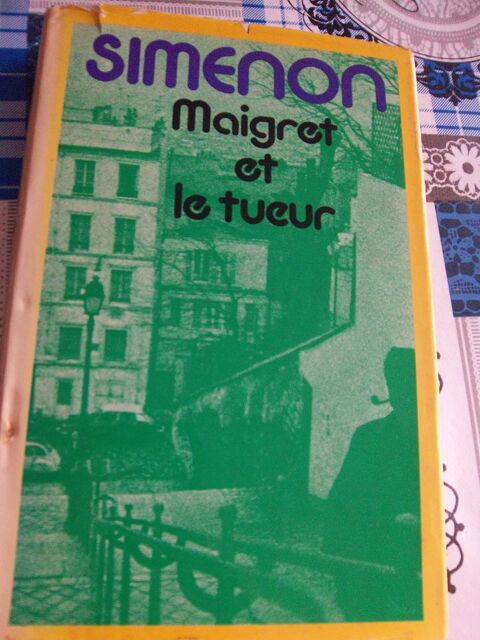 SIMENON
Maigret
et
le tueur